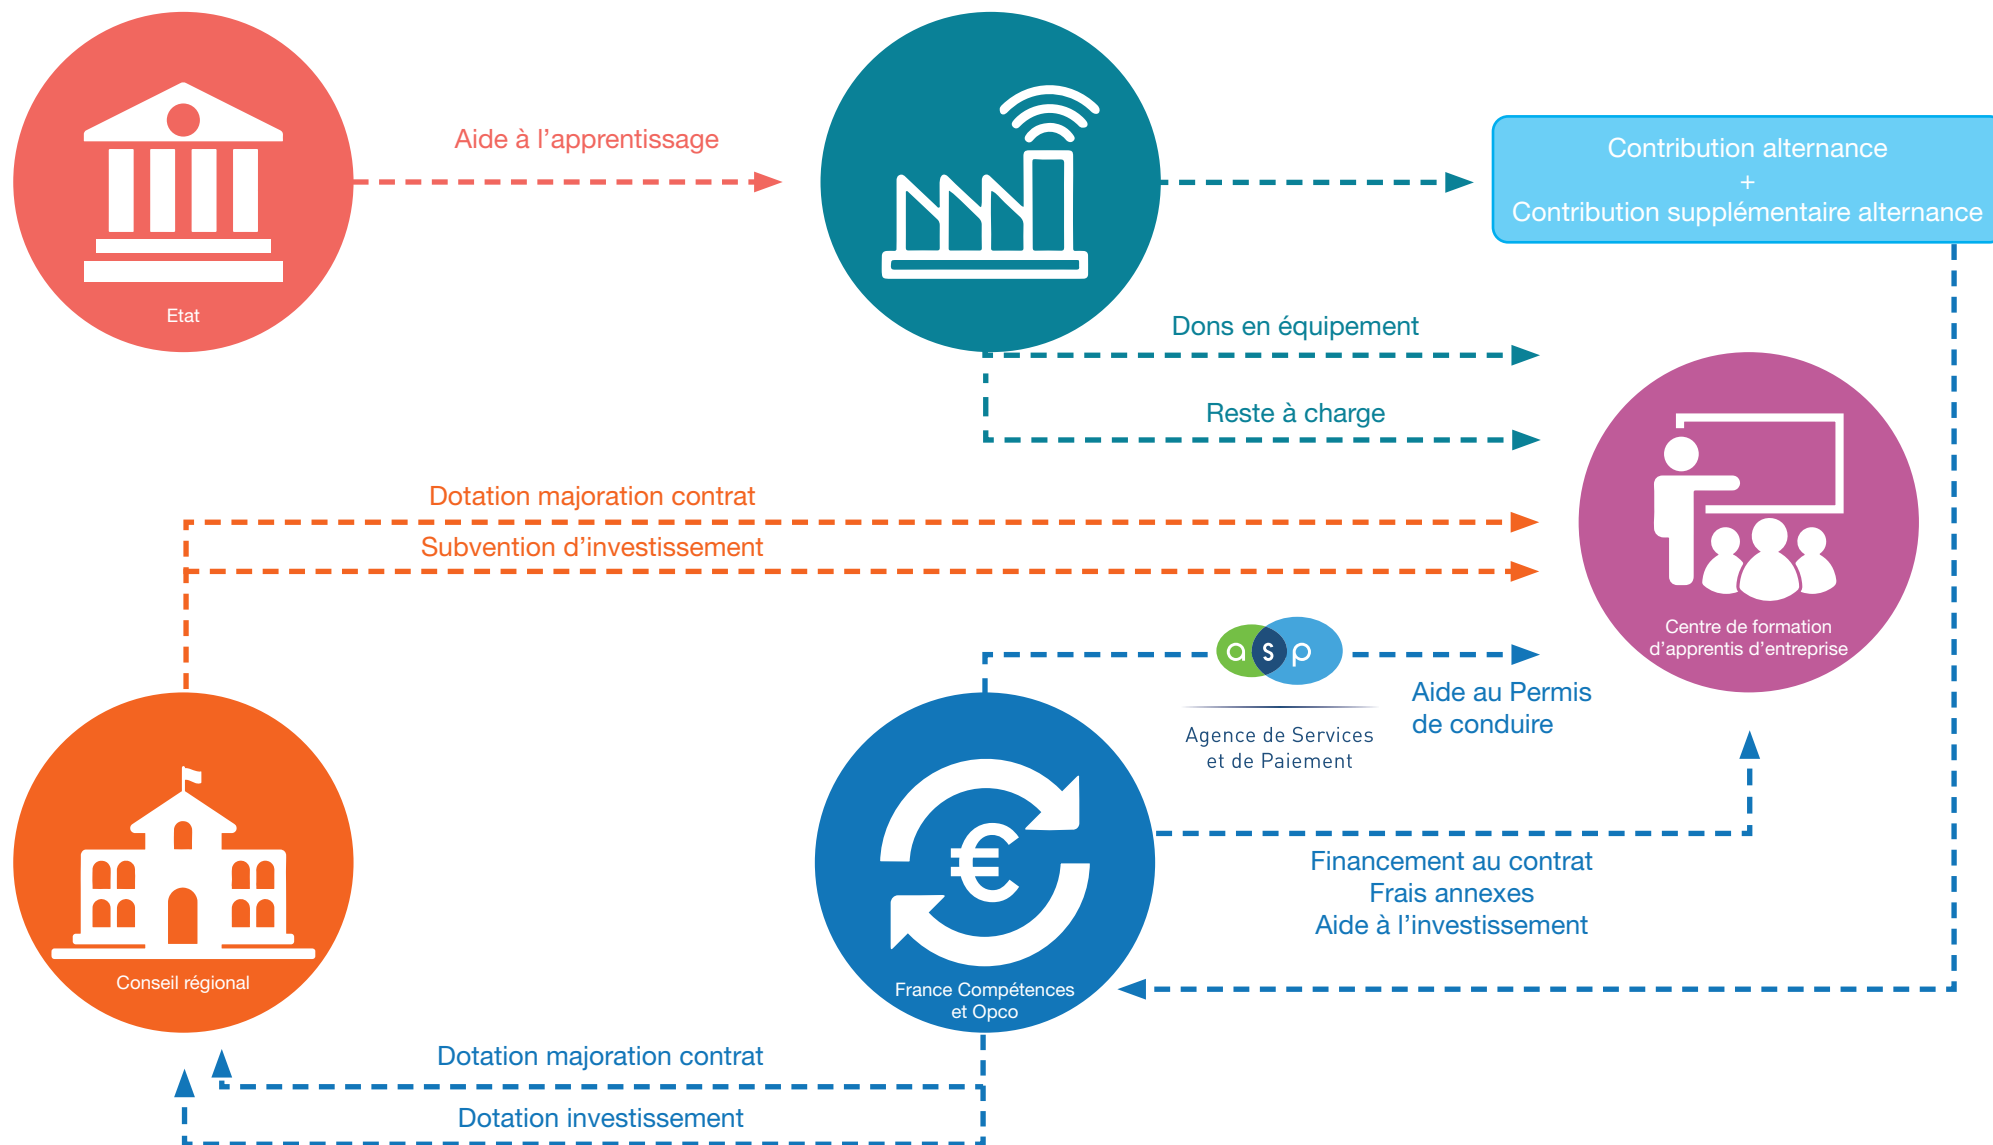 Aide à l’apprentissage
Etat
Contribution alternance
+
Contribution supplémentaire alternance
Dons en équipement
Reste à charge
Dotation majoration contrat
Subvention d’investissement
Centre de formation
d’apprentis d’entreprise
asp
Agence de Services
et de Paiement
Aide au Permis
de conduire
€
Financement au contrat
Frais annexes
Aide à l’investissement
Conseil régional
France Compétences
et Opco
Dotation majoration contrat
Dotation investissement